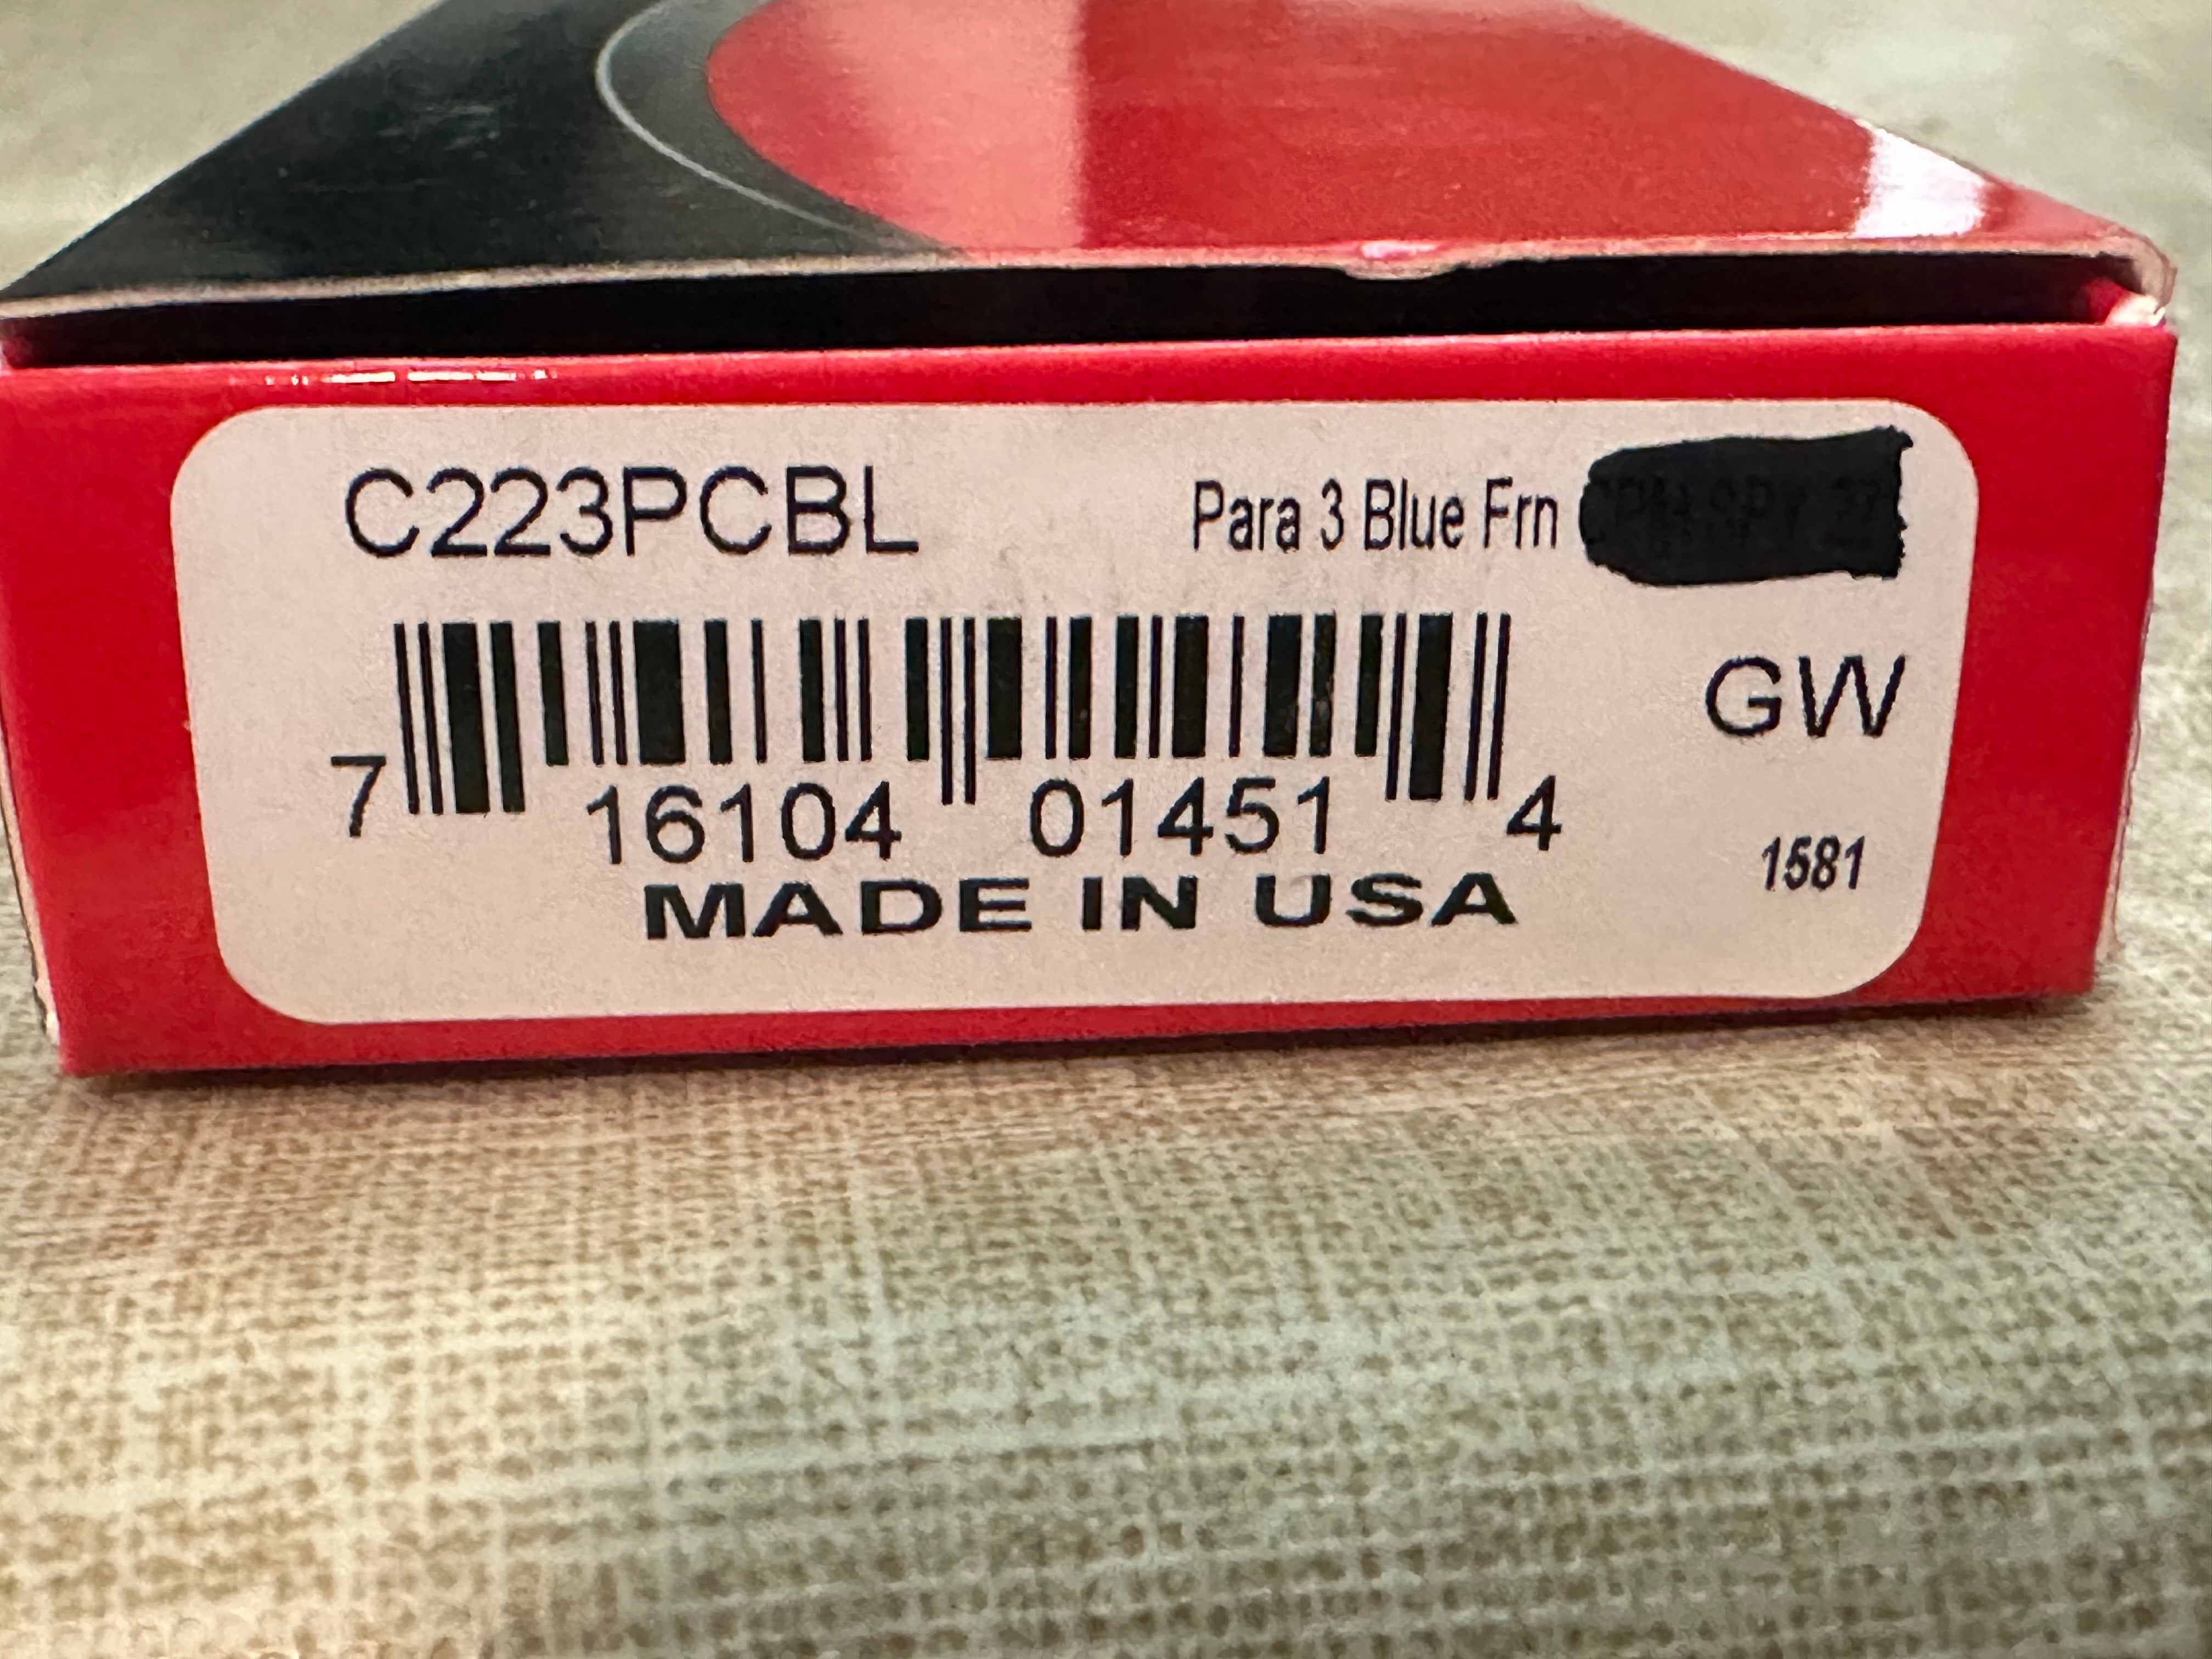 C223PCBL Para 3 Blue Frn
GW
7 16104 01451 4
1581
MADE IN USA